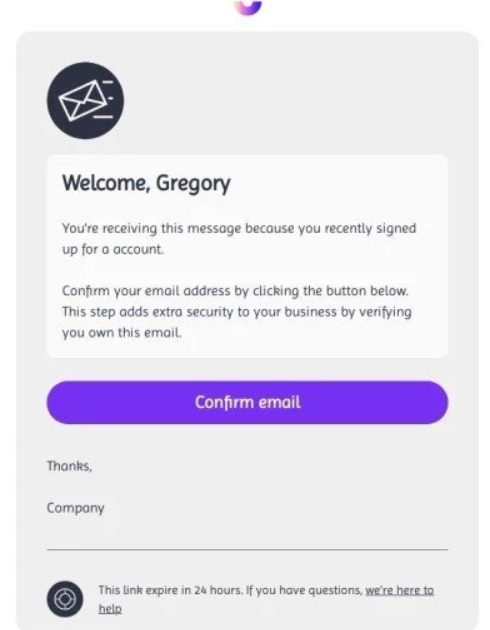 Welcome, Gregory
You're receiving this message because you recently signed
up for a account.
Confirm your email address by clicking the button below.
This step adds extra security to your business by verifying
you own this email.
Confirm email
Thanks,
Company
This link expire in 24 hours. If you have questions, we're here to
help